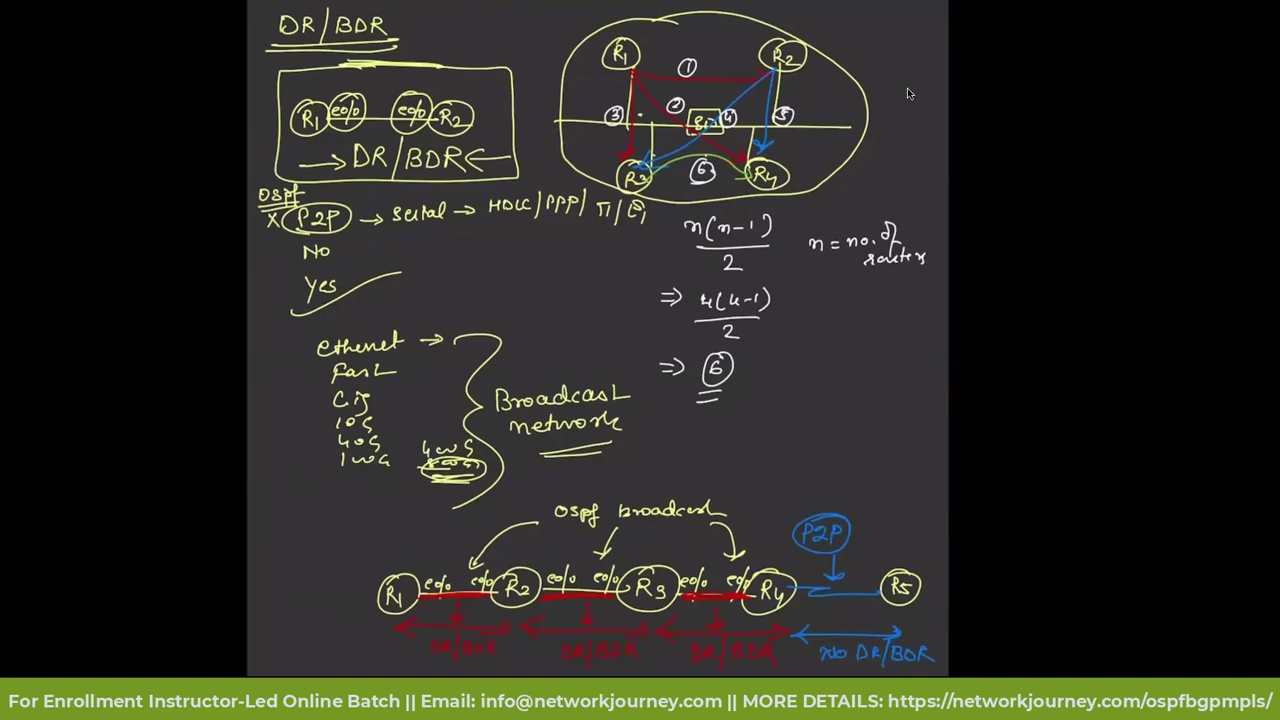 DR/BDR
R1 e0/0 e0/0 R2
→ DR/BDR ←
OSPF
X P2P → Serial → HDLC/PPP/T1/E1
No
Yes
R1 ① R2
② ③ ④ ⑤
R3 ⑥ R4
n(n-1)
2
n = no. of
routers
⇒ 4(4-1)
2
⇒ 6
Ethernet →
Fast
Gig
10G
40G
100G 400G
Broadcast
network
OSPF broadcast
P2P
R1 e0/0 e0/0 R2 e0/0 e0/0 R3 e0/0 e0/0 R4 R5
DR/BDR DR/BDR DR/BDR No DR/BDR
For Enrollment Instructor-Led Online Batch || Email: info@networkjourney.com || MORE DETAILS: https://networkjourney.com/ospfbgpmpls/